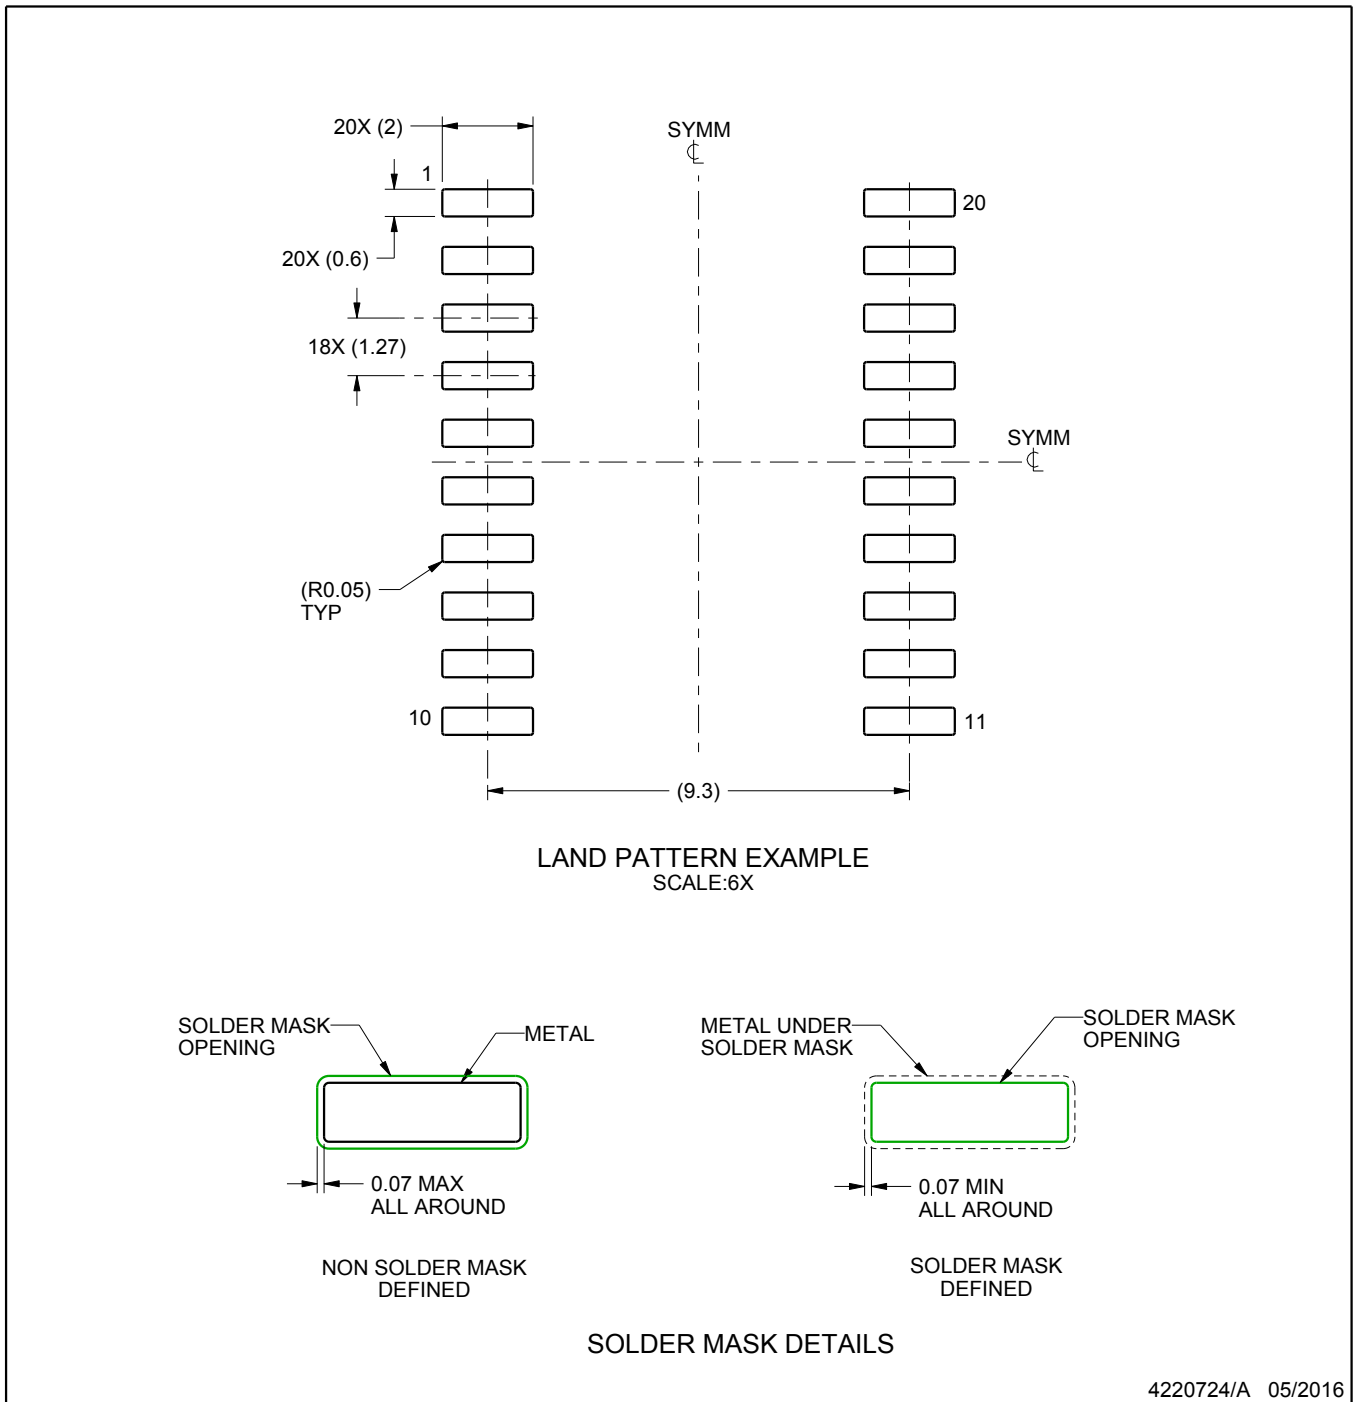 20X (2)
SYMM
1
20
20X (0.6)
18X (1.27)
SYMM
(R0.05)
TYP
10
11
(9.3)
LAND PATTERN EXAMPLE
SCALE:6X
SOLDER MASK
OPENING
METAL
0.07 MAX
ALL AROUND
NON SOLDER MASK
DEFINED
METAL UNDER
SOLDER MASK
SOLDER MASK
OPENING
0.07 MIN
ALL AROUND
SOLDER MASK
DEFINED
SOLDER MASK DETAILS
4220724/A 05/2016